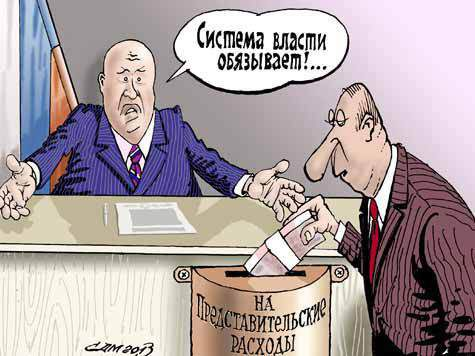 Система власти
обязывает!...
НА
Представительские
РАСХОДЫ